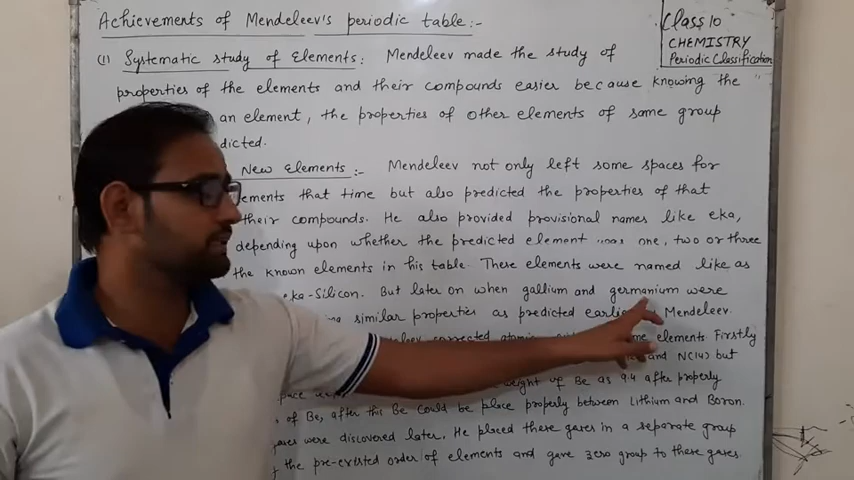 Achievements of Mendeleev's periodic table:-
Class 10
CHEMISTRY
Periodic Classification
(1) Systematic study of Elements: Mendeleev made the study of
properties of the elements and their compounds easier because knowing the
an element, the properties of other elements of same group
dicted.
New Elements:- Mendeleev not only left some spaces for
ements that time but also predicted the properties of that
their compounds. He also provided provisional names like eka,
depending upon whether the predicted element was one, two or three
the known elements in his table. These elements were named like as
eka-Silicon. But later on when gallium and germanium were
similar properties as predicted Mendeleev.
corrected elements Firstly
and N(14) but
weight of Be as 9.4 after properly
of Be, after this Be could be place properly between Lithium and Boron.
gases were discovered later. He placed these gases in a separate group
the pre-existed order of elements and gave zero group to these gases.